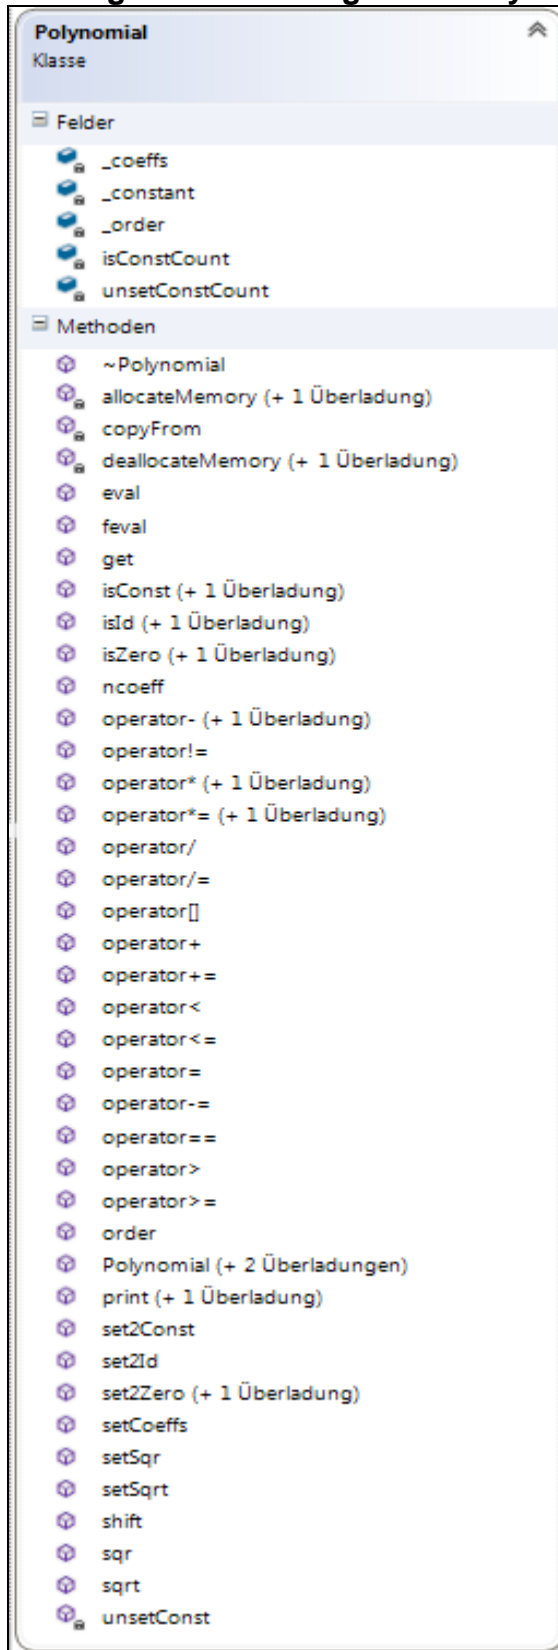 Polynomial
Klasse
Felder
_coeffs
_constant
_order
isConstCount
unsetConstCount
Methoden
~Polynomial
allocateMemory (+ 1 Überladung)
copyFrom
deallocateMemory (+ 1 Überladung)
eval
feval
get
isConst (+ 1 Überladung)
isId (+ 1 Überladung)
isZero (+ 1 Überladung)
ncoeff
operator- (+ 1 Überladung)
operator!=
operator* (+ 1 Überladung)
operator*= (+ 1 Überladung)
operator/
operator/=
operator[]
operator+
operator+=
operator<
operator<=
operator=
operator-=
operator==
operator>
operator>=
order
Polynomial (+ 2 Überladungen)
print (+ 1 Überladung)
set2Const
set2Id
set2Zero (+ 1 Überladung)
setCoeffs
setSqr
setSqrt
shift
sqr
sqrt
unsetConst